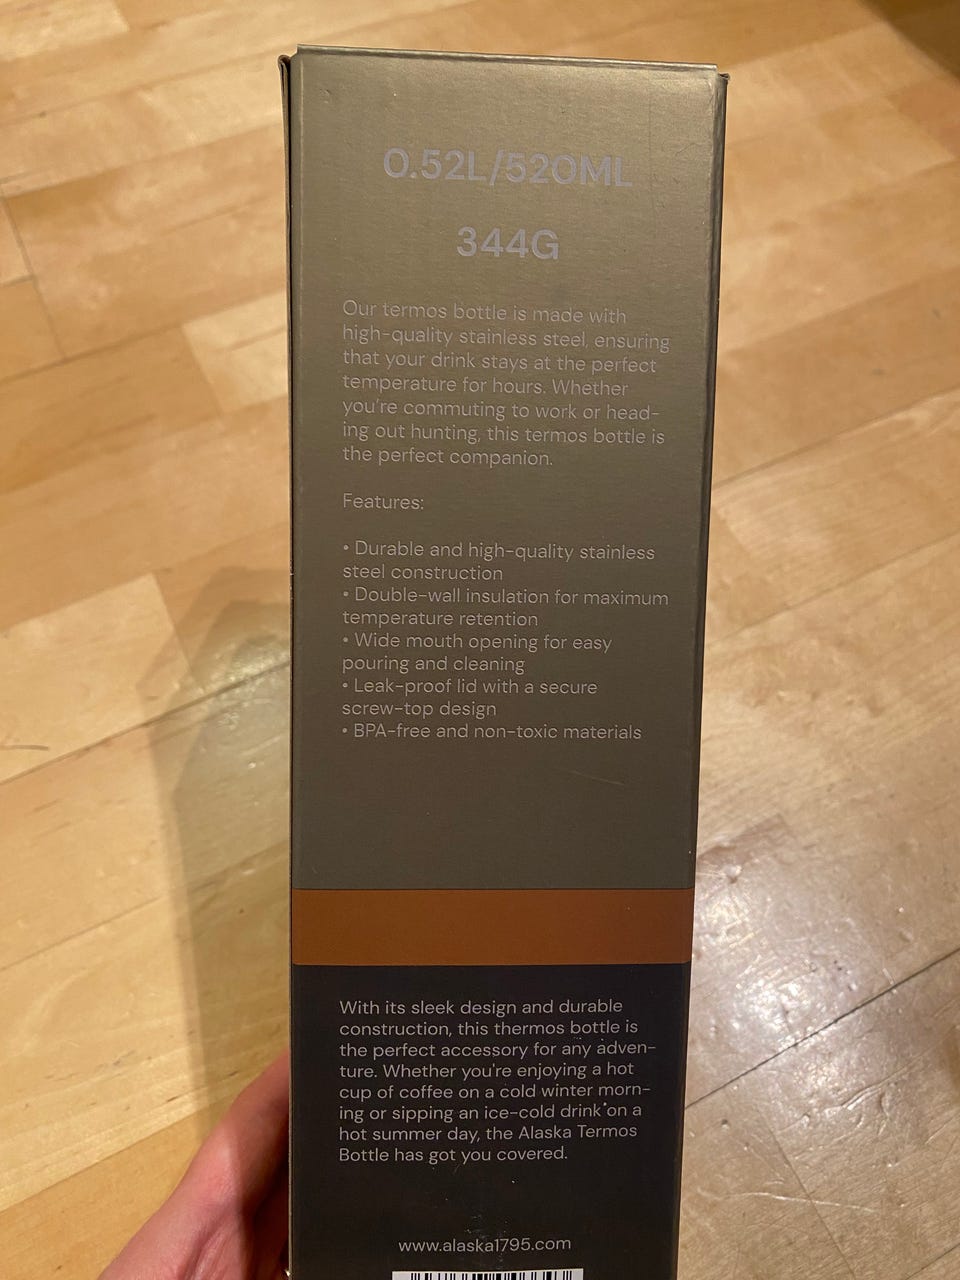 0.52L/520ML
344G
Our termos bottle is made with
high-quality stainless steel, ensuring
that your drink stays at the perfect
temperature for hours. Whether
you're commuting to work or head-
ing out hunting, this termos bottle is
the perfect companion.
Features:
• Durable and high-quality stainless
steel construction
• Double-wall insulation for maximum
temperature retention
• Wide mouth opening for easy
pouring and cleaning
• Leak-proof lid with a secure
screw-top design
• BPA-free and non-toxic materials
With its sleek design and durable
construction, this thermos bottle is
the perfect accessory for any adven-
ture. Whether you're enjoying a hot
cup of coffee on a cold winter morn-
ing or sipping an ice-cold drink on a
hot summer day, the Alaska Termos
Bottle has got you covered.
www.alaska1795.com